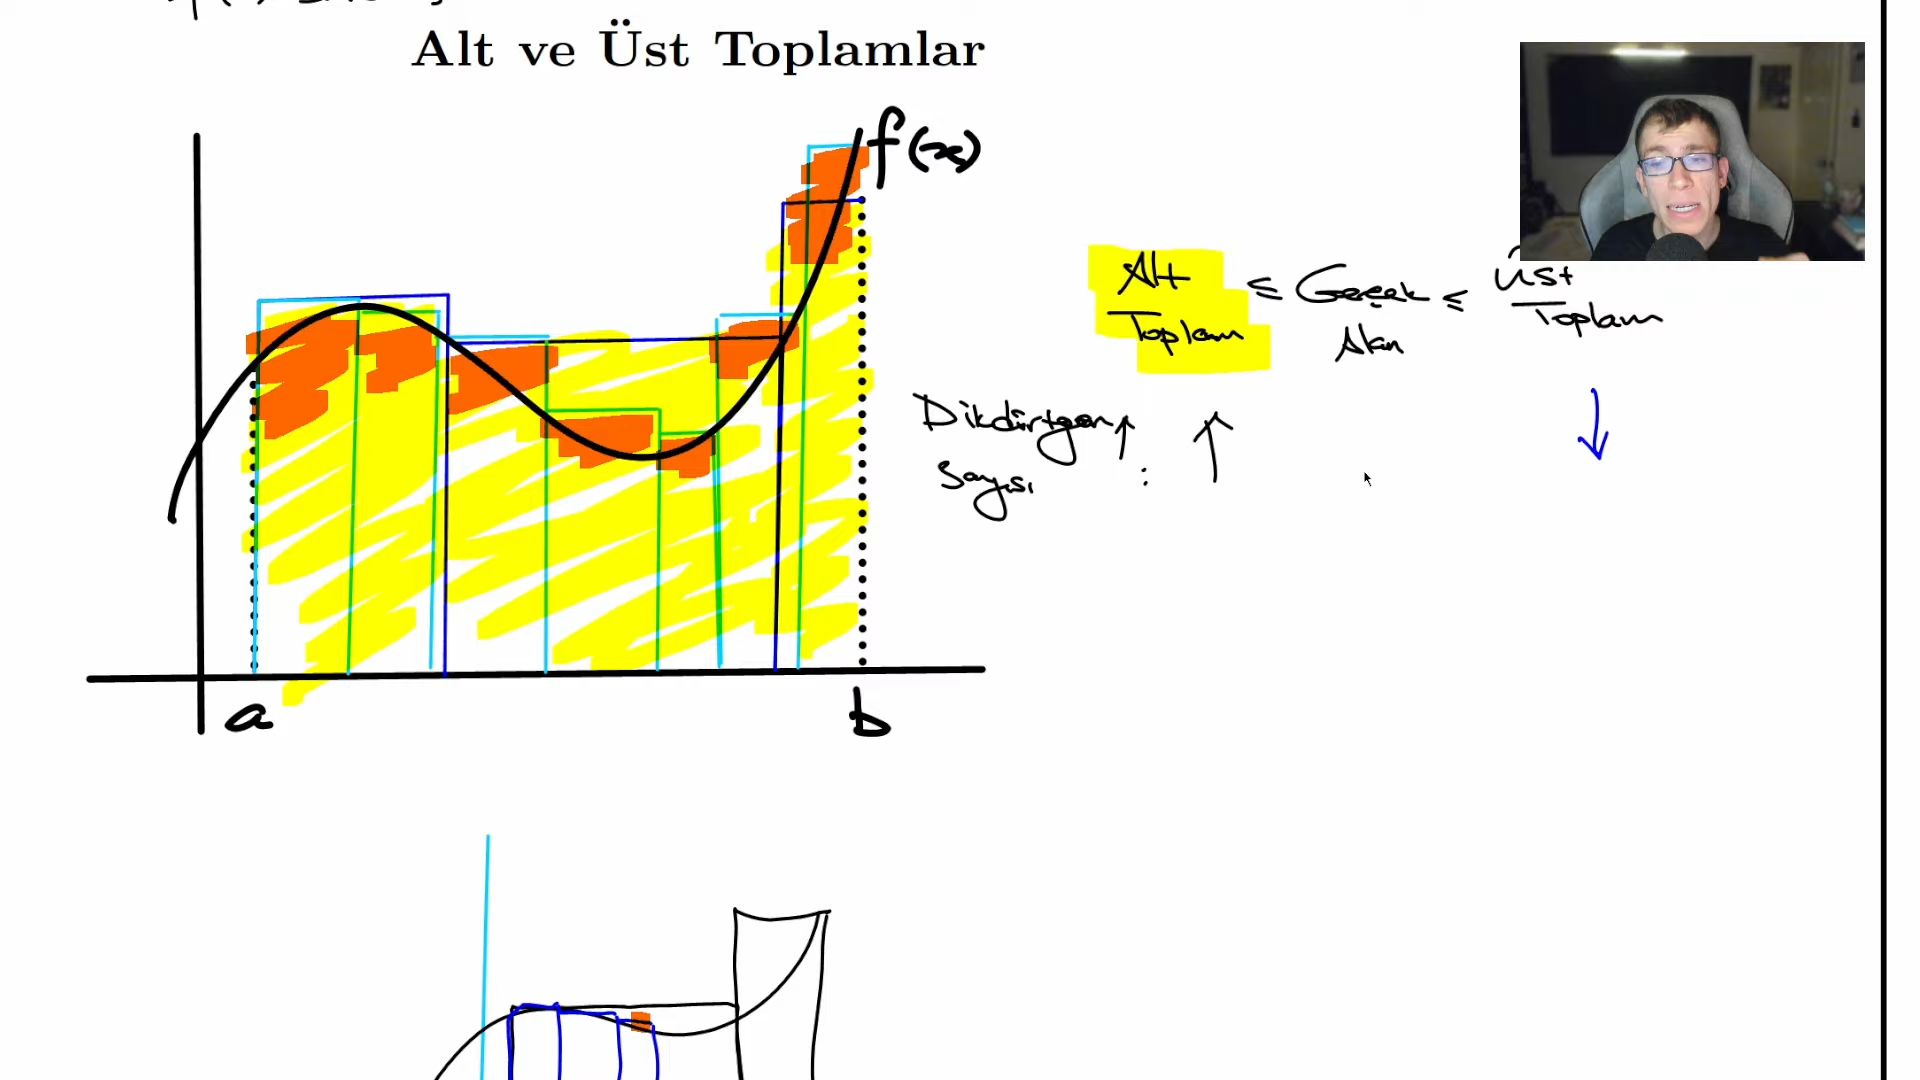 Alt ve Üst Toplamlar
f(x)
Alt Toplam ≤ Gerçek Alan ≤ Üst Toplam
Dikdörtgen ↑
Sayısı : ↑ ↓
a b